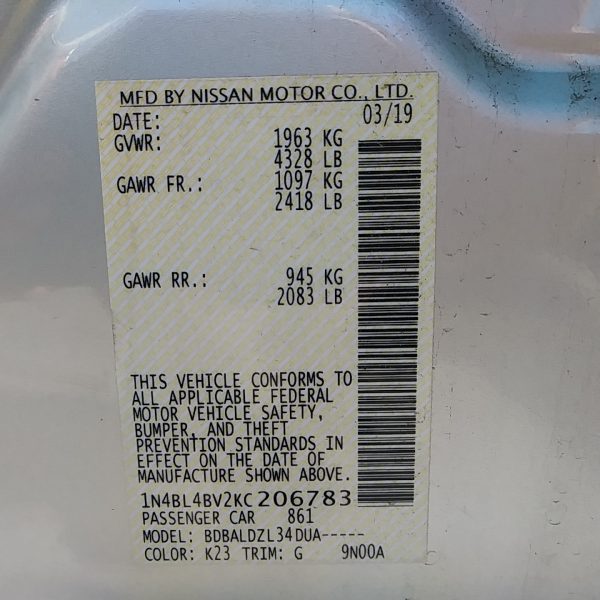 MFD BY NISSAN MOTOR CO., LTD.
DATE: 03/19
GVWR: 1963 KG
4328 LB
GAWR FR.: 1097 KG
2418 LB
GAWR RR.: 945 KG
2083 LB
THIS VEHICLE CONFORMS TO
ALL APPLICABLE FEDERAL
MOTOR VEHICLE SAFETY,
BUMPER, AND THEFT
PREVENTION STANDARDS IN
EFFECT ON THE DATE OF
MANUFACTURE SHOWN ABOVE.
1N4BL4BV2KC206783
PASSENGER CAR 861
MODEL: BDBALDZL34DUA-----
COLOR: K23 TRIM: G 9N00A